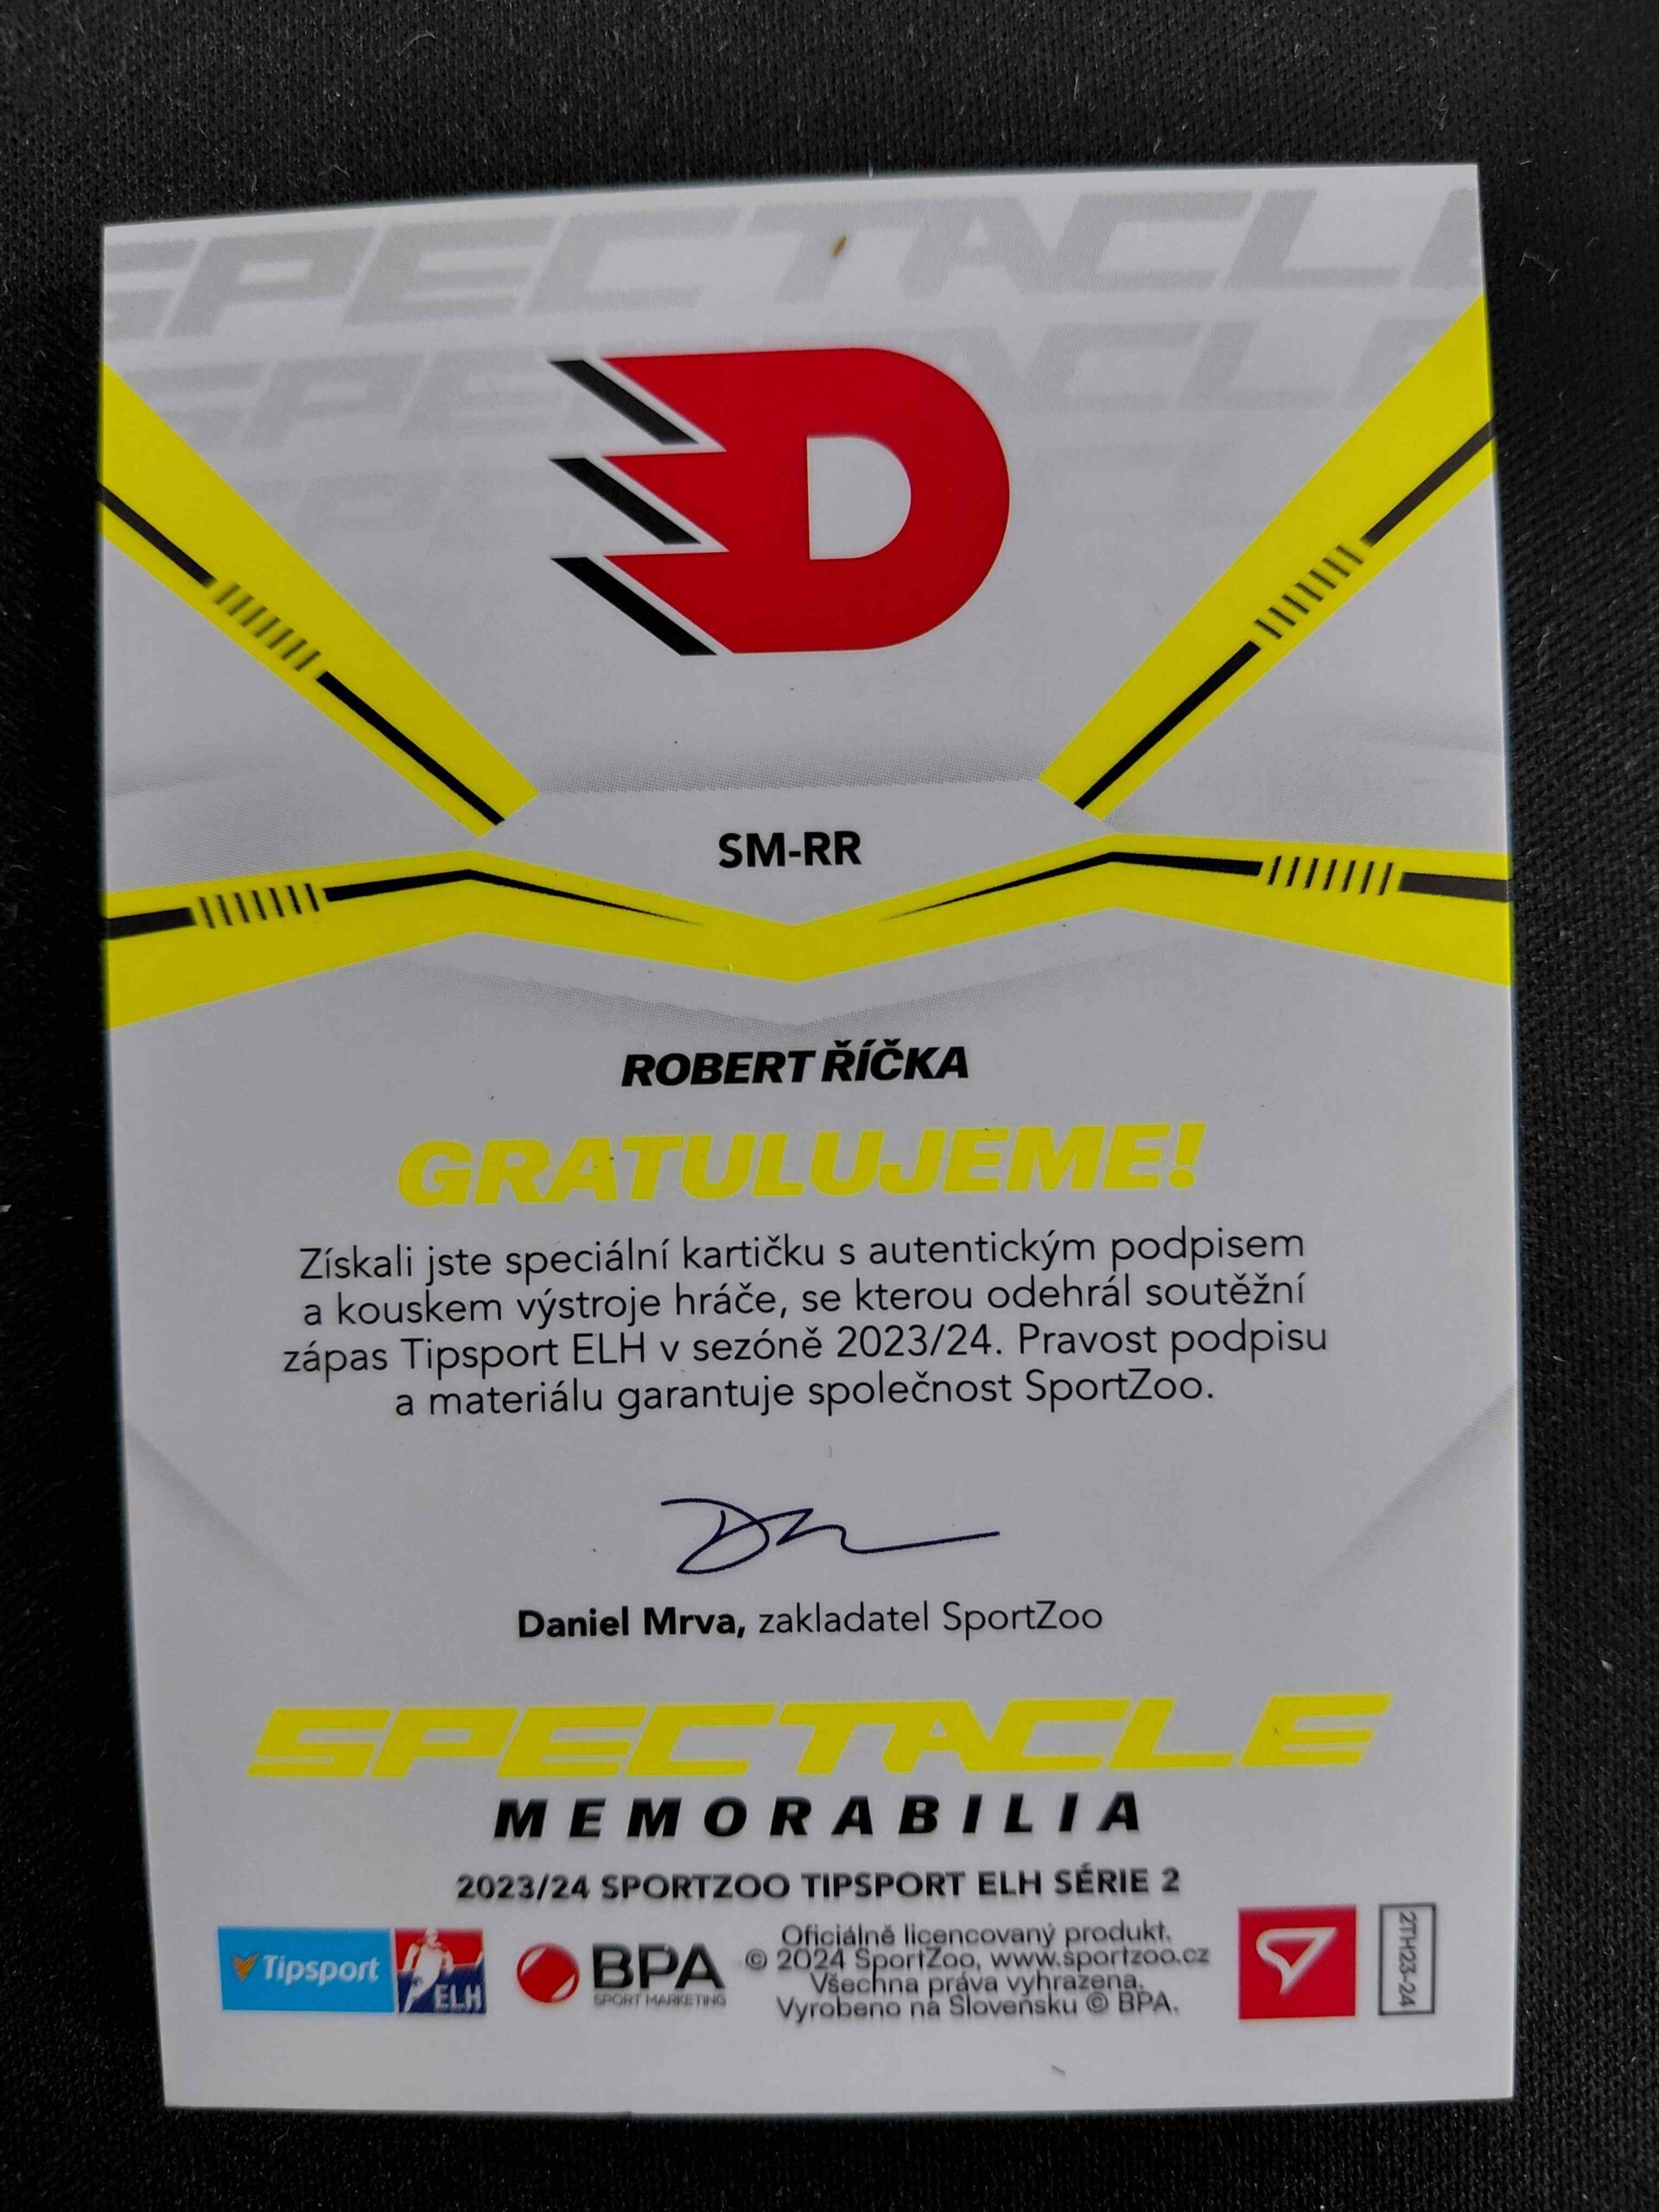 SPECTACLE
SPECTACLE
D
SM-RR
ROBERT ŘÍČKA
GRATULUJEME!
Získali jste speciální kartičku s autentickým podpisem
a kouskem výstroje hráče, se kterou odehrál soutěžní
zápas Tipsport ELH v sezóně 2023/24. Pravost podpisu
a materiálu garantuje společnost SportZoo.
Daniel Mrva, zakladatel SportZoo
SPECTACLE
MEMORABILIA
2023/24 SPORTZOO TIPSPORT ELH SÉRIE 2
Tipsport ELH
BPA
SPORT MARKETING
Oficiálně licencovaný produkt.
© 2024 SportZoo, www.sportzoo.cz
Všechna práva vyhrazena.
Vyrobeno na Slovensku © BPA.
2TH23-24